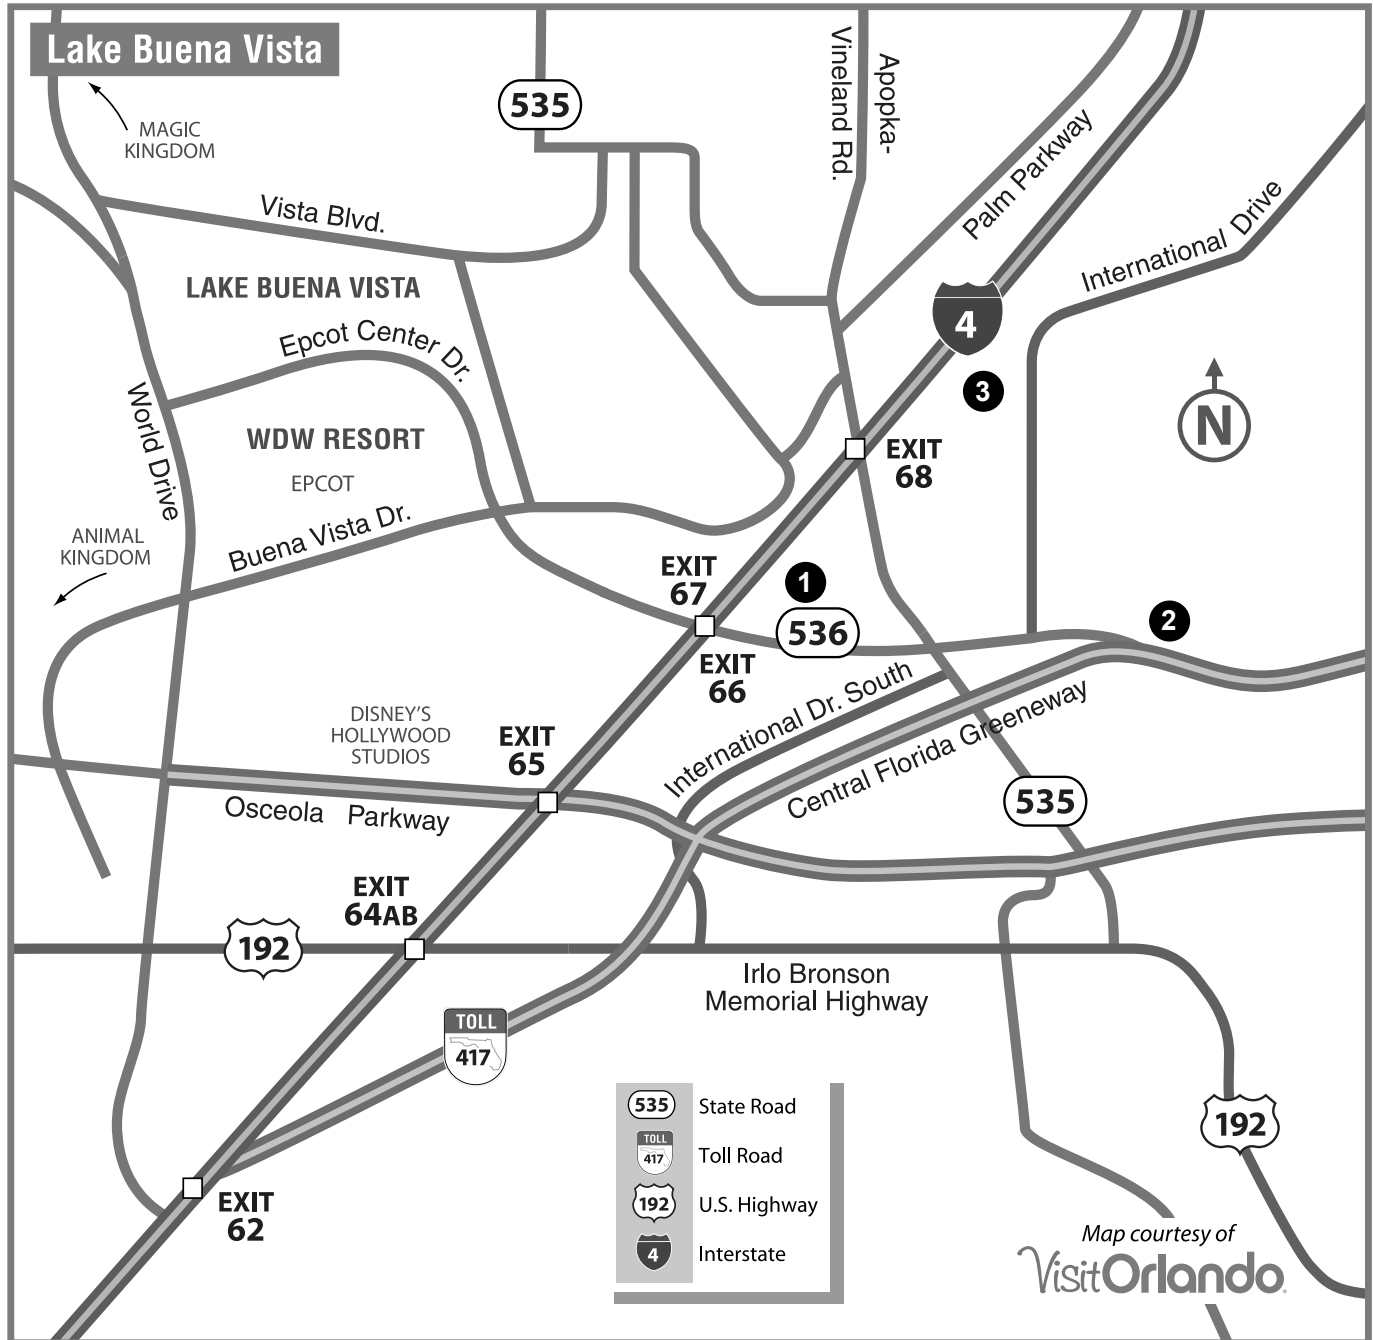 Lake Buena Vista
535
Vineland Rd.
Apopka-
MAGIC
KINGDOM
Palm Parkway
Vista Blvd.
International Drive
LAKE BUENA VISTA
4
Epcot Center Dr.
3
World Drive
N
WDW RESORT
EXIT
68
EPCOT
Buena Vista Dr.
ANIMAL
KINGDOM
EXIT
67
1
536
2
EXIT
66
International Dr. South
DISNEY'S
HOLLYWOOD
STUDIOS
EXIT
65
Central Florida Greeneway
535
Osceola Parkway
EXIT
64AB
192
Irlo Bronson
Memorial Highway
TOLL
417
535
State Road
TOLL
417
Toll Road
192
U.S. Highway
4
Interstate
192
EXIT
62
Map courtesy of
VisitOrlando